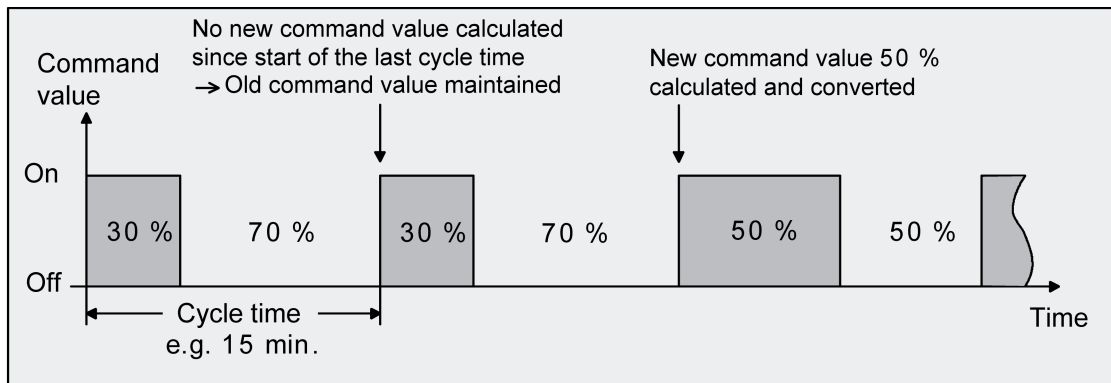 No new command value calculated
since start of the last cycle time
→ Old command value maintained
Command
value
New command value 50 %
calculated and converted
On
30 %
70 %
30 %
70 %
50 %
50 %
Off
Cycle time
e.g. 15 min.
Time